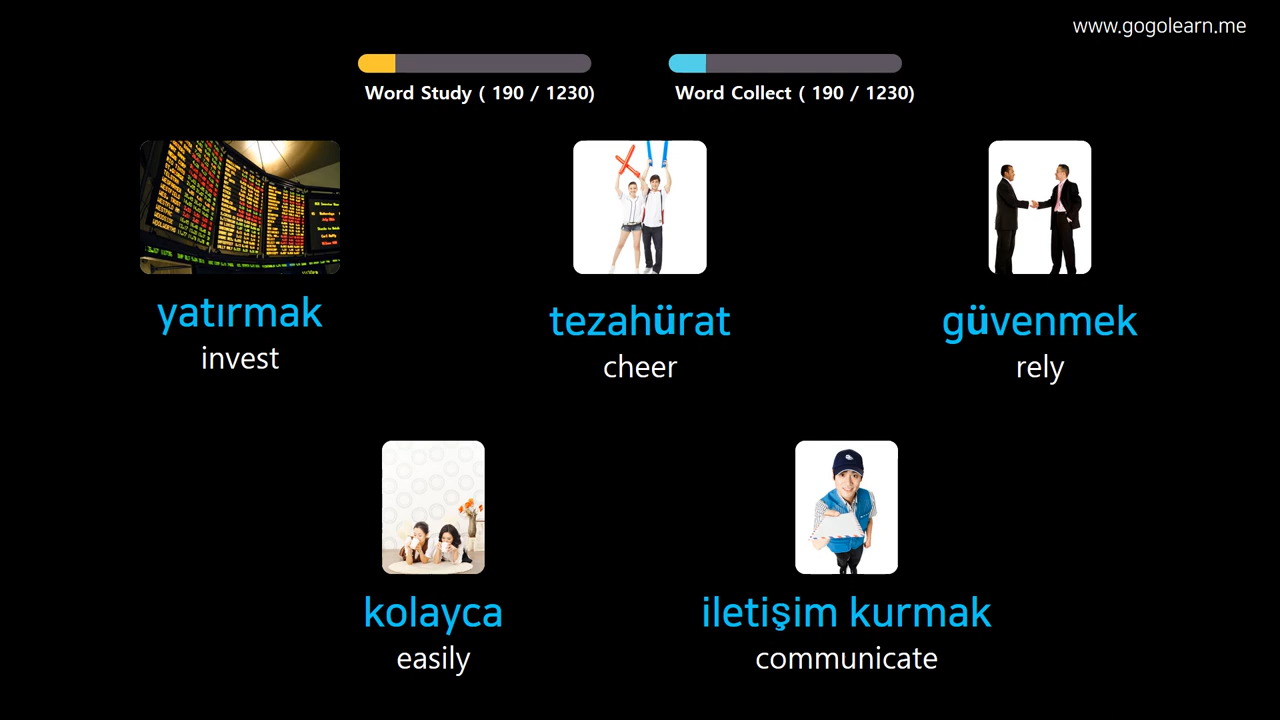 www.gogolearn.me
Word Study ( 190 / 1230)
Word Collect ( 190 / 1230)
yatırmak
invest
tezahürat
cheer
güvenmek
rely
kolayca
easily
iletişim kurmak
communicate